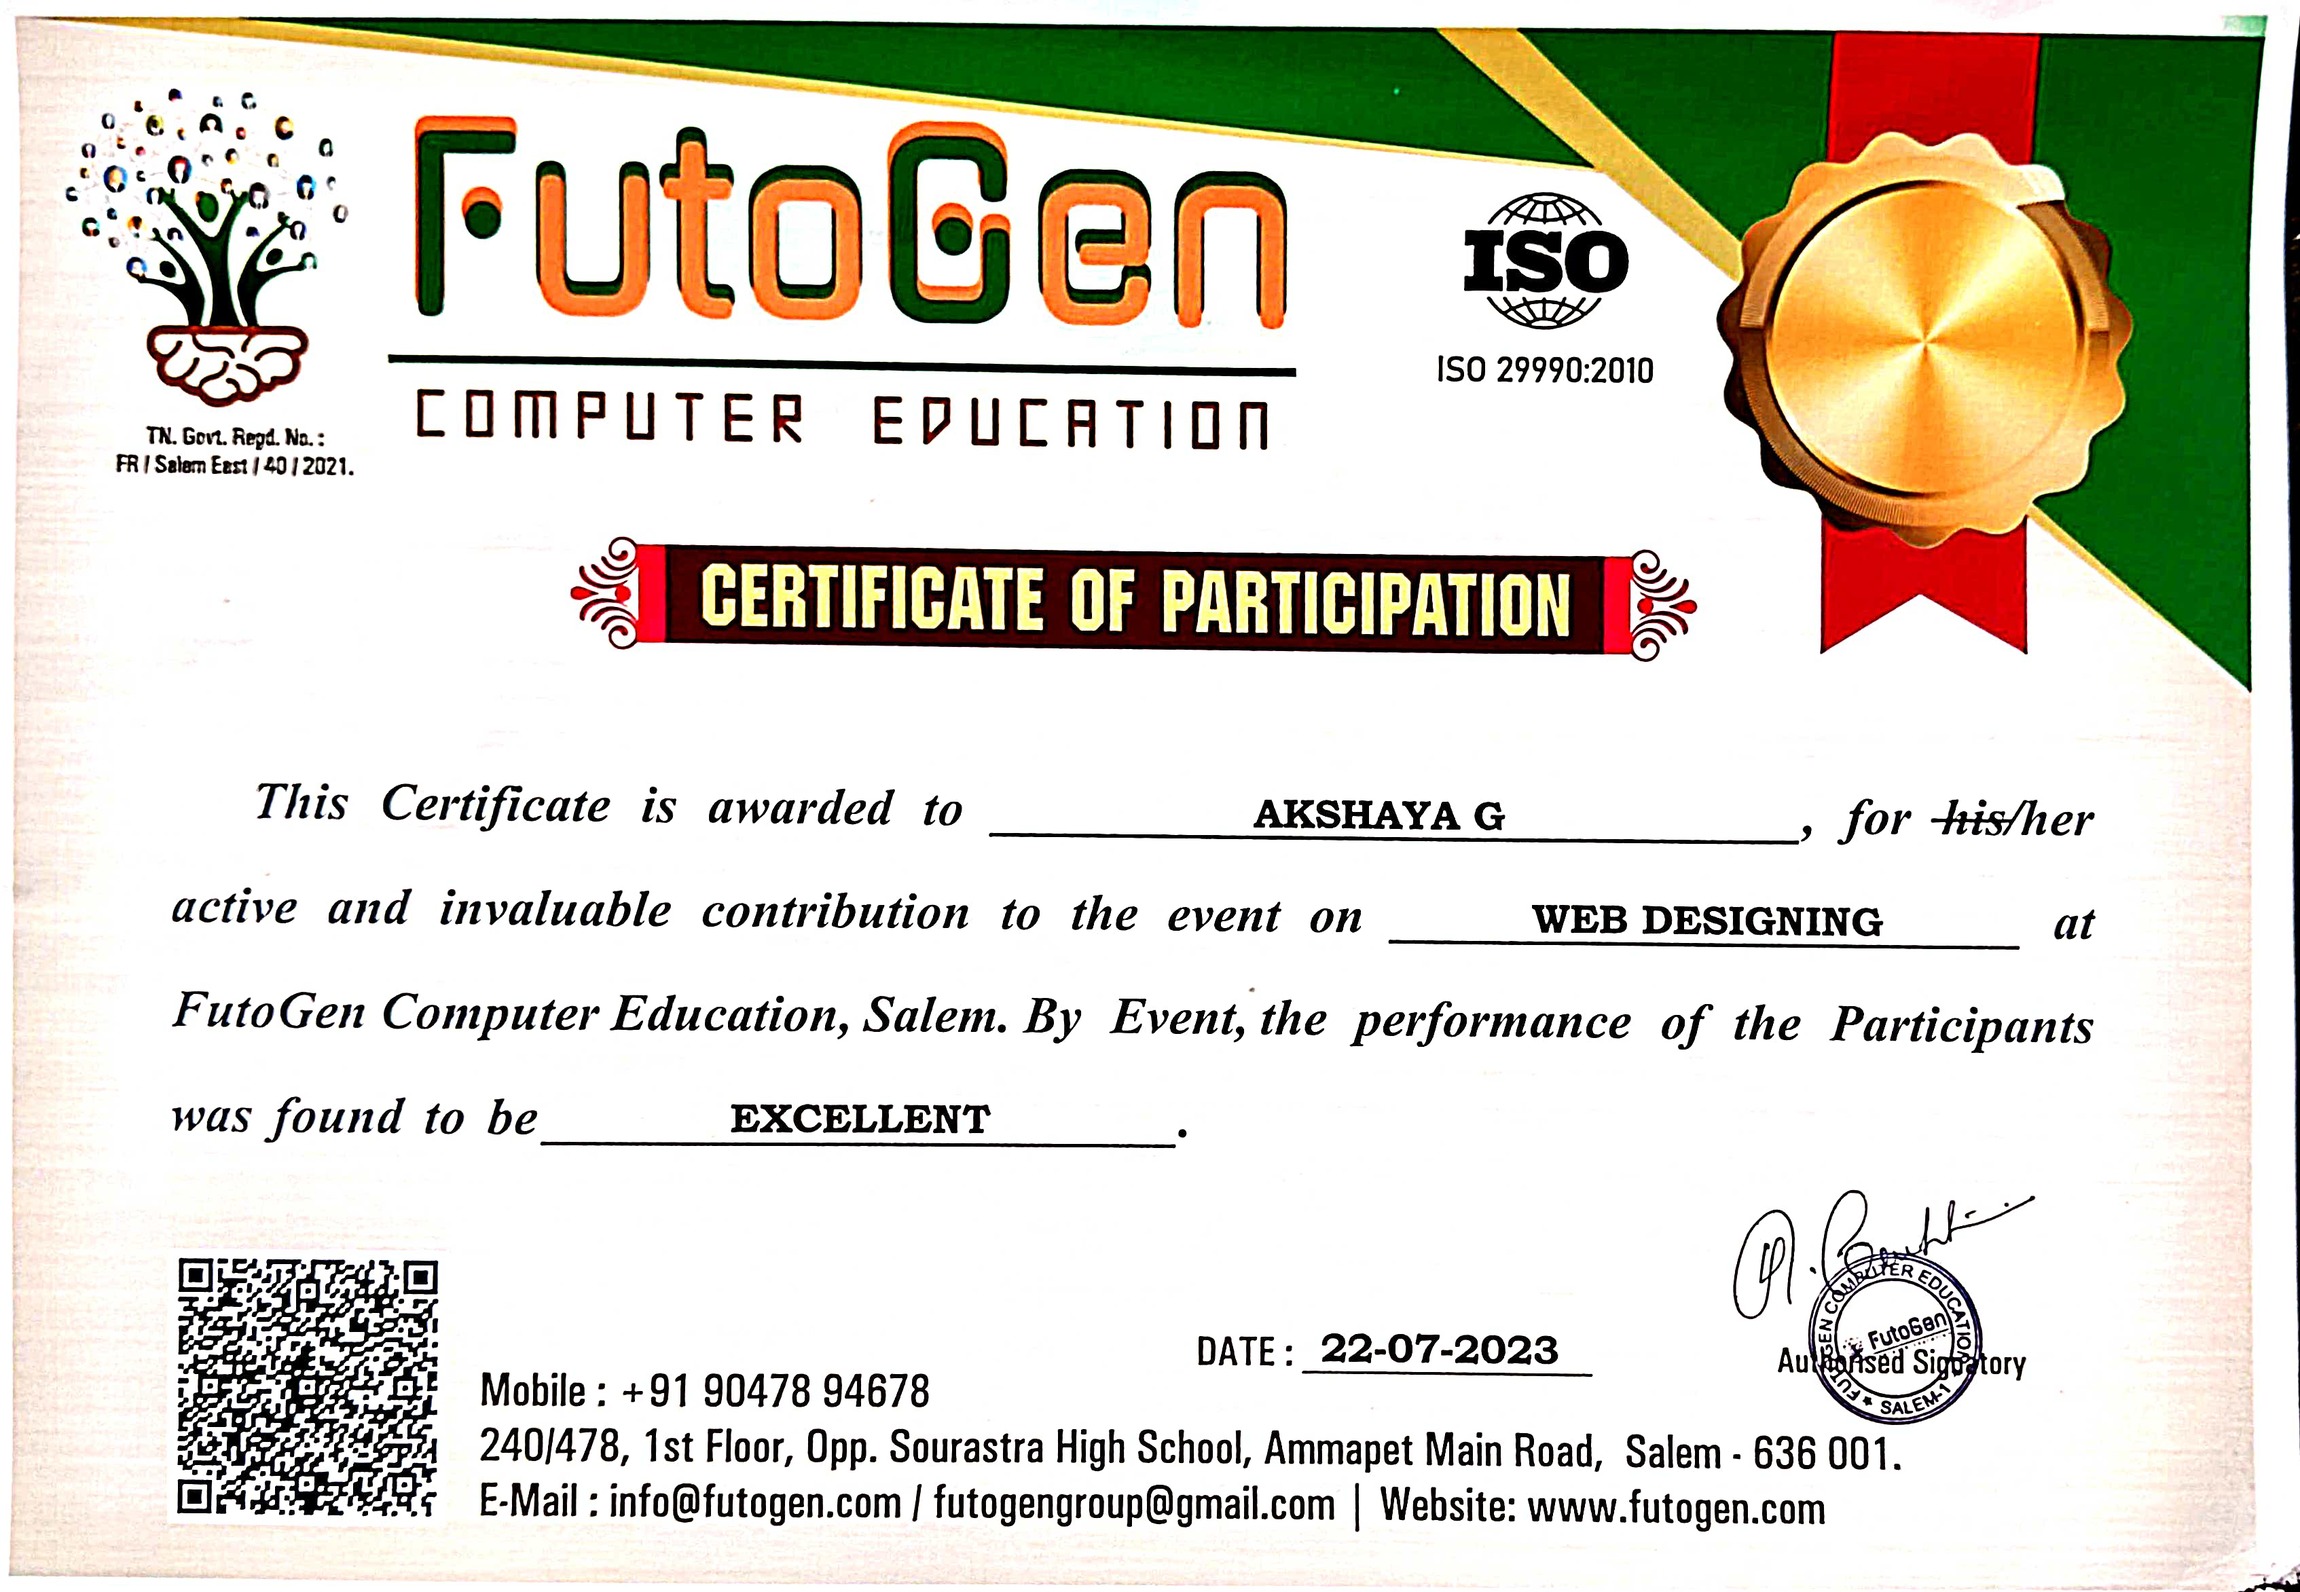 FutoGen
COMPUTER EDUCATION
TN. Govt. Regd. No. :
FR / Salem East / 40 / 2021.
ISO
ISO 29990:2010
CERTIFICATE OF PARTICIPATION
This Certificate is awarded to AKSHAYA G, for his/her
active and invaluable contribution to the event on WEB DESIGNING at
FutoGen Computer Education, Salem. By Event, the performance of the Participants
was found to be EXCELLENT.
DATE : 22-07-2023
FUTOGEN COMPUTER EDUCATION
FutoGen
SALEM-1
Authorised Signatory
Mobile : +91 90478 94678
240/478, 1st Floor, Opp. Sourastra High School, Ammapet Main Road, Salem - 636 001.
E-Mail : info@futogen.com / futogengroup@gmail.com | Website: www.futogen.com